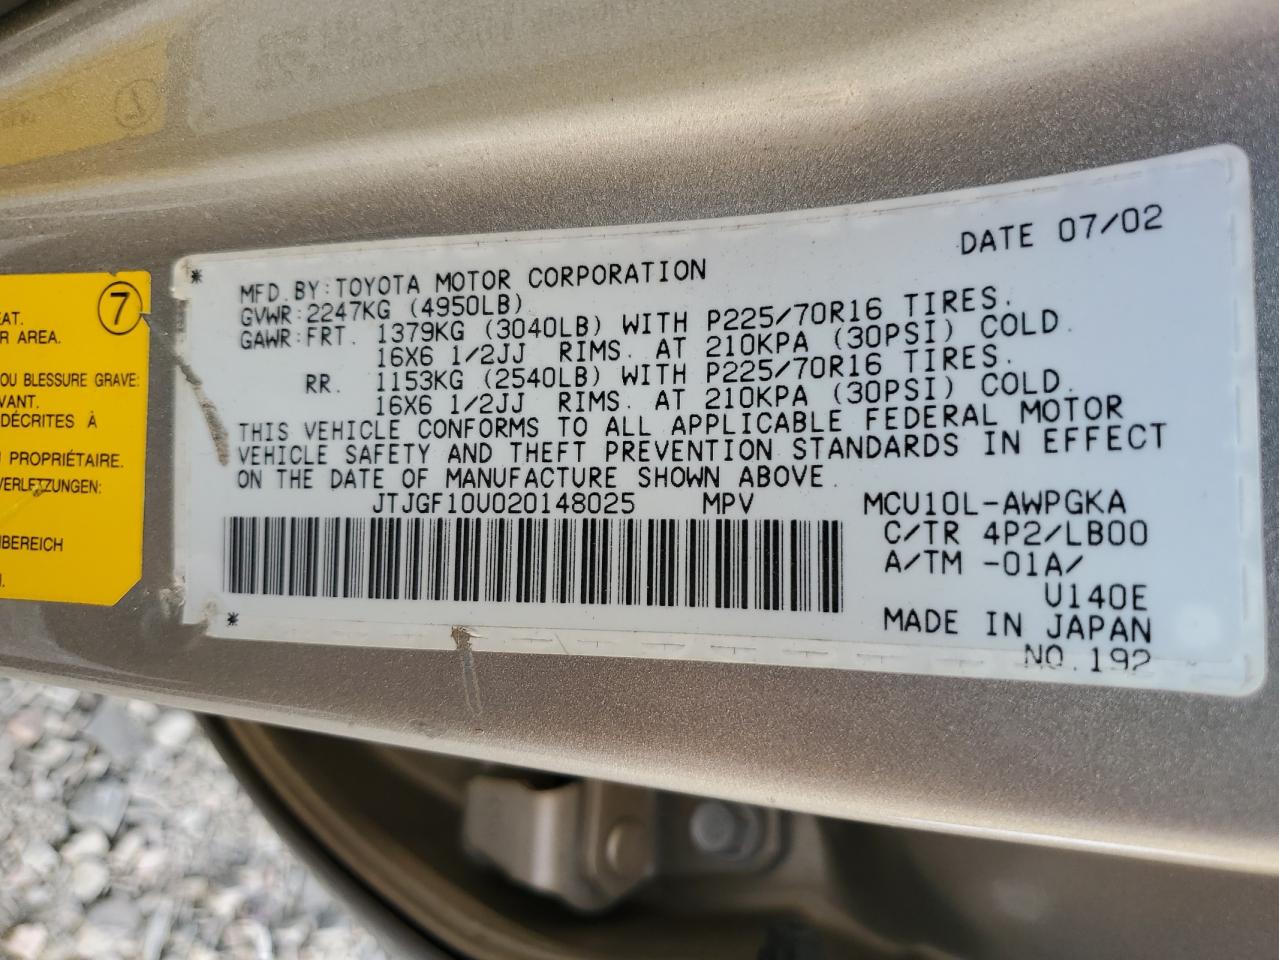 7
EAT.
R AREA.
OU BLESSURE GRAVE:
VANT.
DÉCRITES À
PROPRIÉTAIRE.
VERLETZUNGEN:
NBEREICH
* MFD.BY:TOYOTA MOTOR CORPORATION DATE 07/02
GVWR:2247KG (4950LB)
GAWR:FRT. 1379KG (3040LB) WITH P225/70R16 TIRES.
16X6 1/2JJ RIMS. AT 210KPA (30PSI) COLD.
RR. 1153KG (2540LB) WITH P225/70R16 TIRES.
16X6 1/2JJ RIMS. AT 210KPA (30PSI) COLD.
THIS VEHICLE CONFORMS TO ALL APPLICABLE FEDERAL MOTOR
VEHICLE SAFETY AND THEFT PREVENTION STANDARDS IN EFFECT
ON THE DATE OF MANUFACTURE SHOWN ABOVE.
JTJGF10U020148025 MPV MCU10L-AWPGKA
C/TR 4P2/LB00
A/TM -01A/
U140E
* MADE IN JAPAN
NO.192